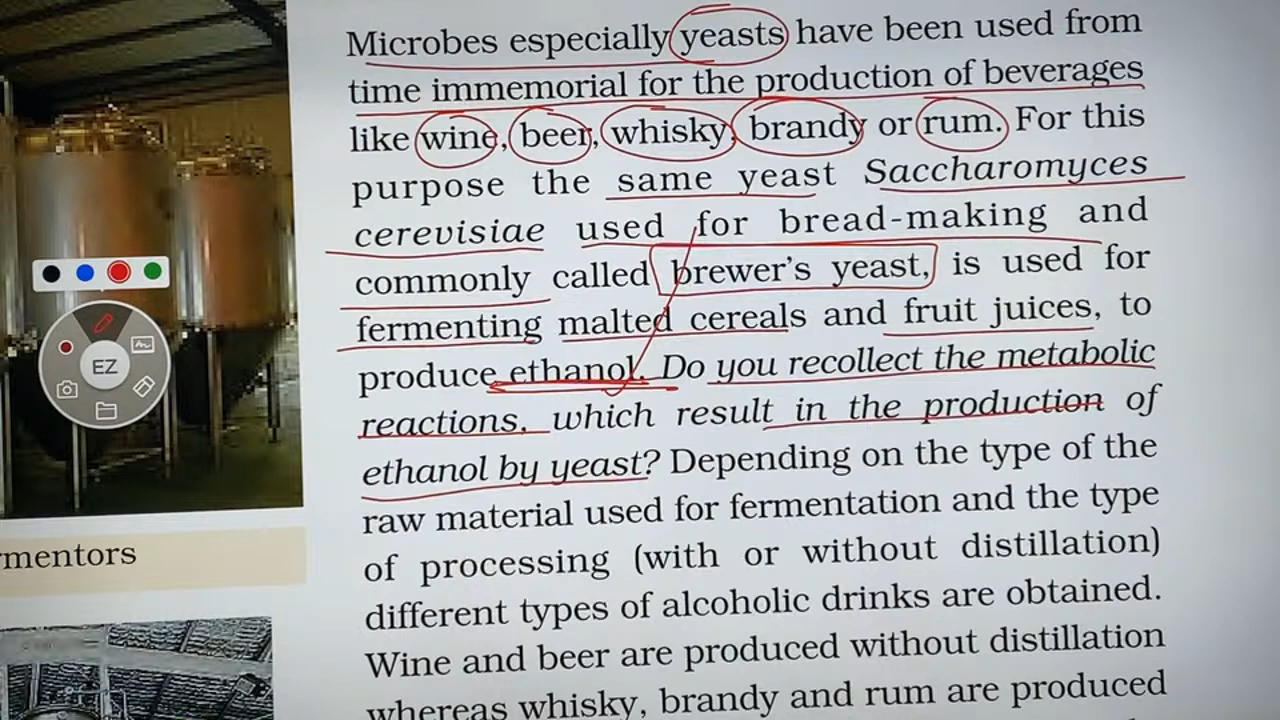 Microbes especially yeasts have been used from
time immemorial for the production of beverages
like wine, beer, whisky, brandy or rum. For this
purpose the same yeast Saccharomyces
cerevisiae used for bread-making and
commonly called brewer's yeast, is used for
fermenting malted cereals and fruit juices, to
produce ethanol. Do you recollect the metabolic
reactions, which result in the production of
ethanol by yeast? Depending on the type of the
raw material used for fermentation and the type
of processing (with or without distillation)
different types of alcoholic drinks are obtained.
Wine and beer are produced without distillation
whereas whisky, brandy and rum are produced
EZ
rmentors